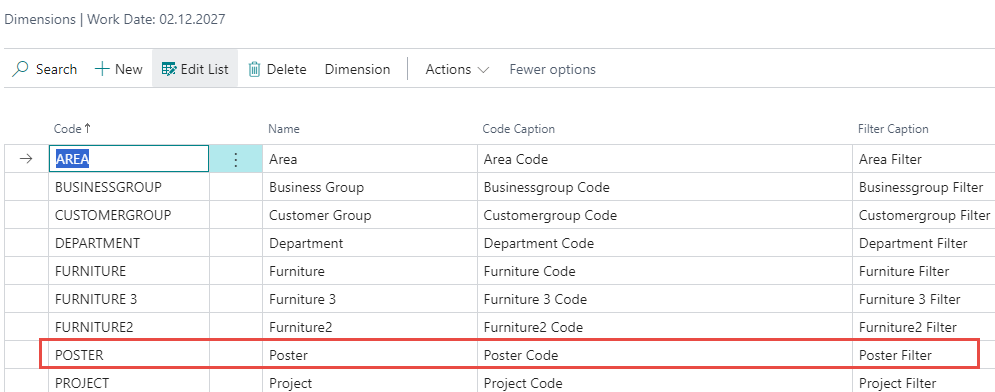 Dimensions | Work Date: 02.12.2027
Search New Edit List Delete Dimension Actions Fewer options
Code↑ Name Code Caption Filter Caption
→ AREA ⋮ Area Area Code Area Filter
BUSINESSGROUP Business Group Businessgroup Code Businessgroup Filter
CUSTOMERGROUP Customer Group Customergroup Code Customergroup Filter
DEPARTMENT Department Department Code Department Filter
FURNITURE Furniture Furniture Code Furniture Filter
FURNITURE 3 Furniture 3 Furniture 3 Code Furniture 3 Filter
FURNITURE2 Furniture2 Furniture2 Code Furniture2 Filter
POSTER Poster Poster Code Poster Filter
PROJECT Project Project Code Project Filter